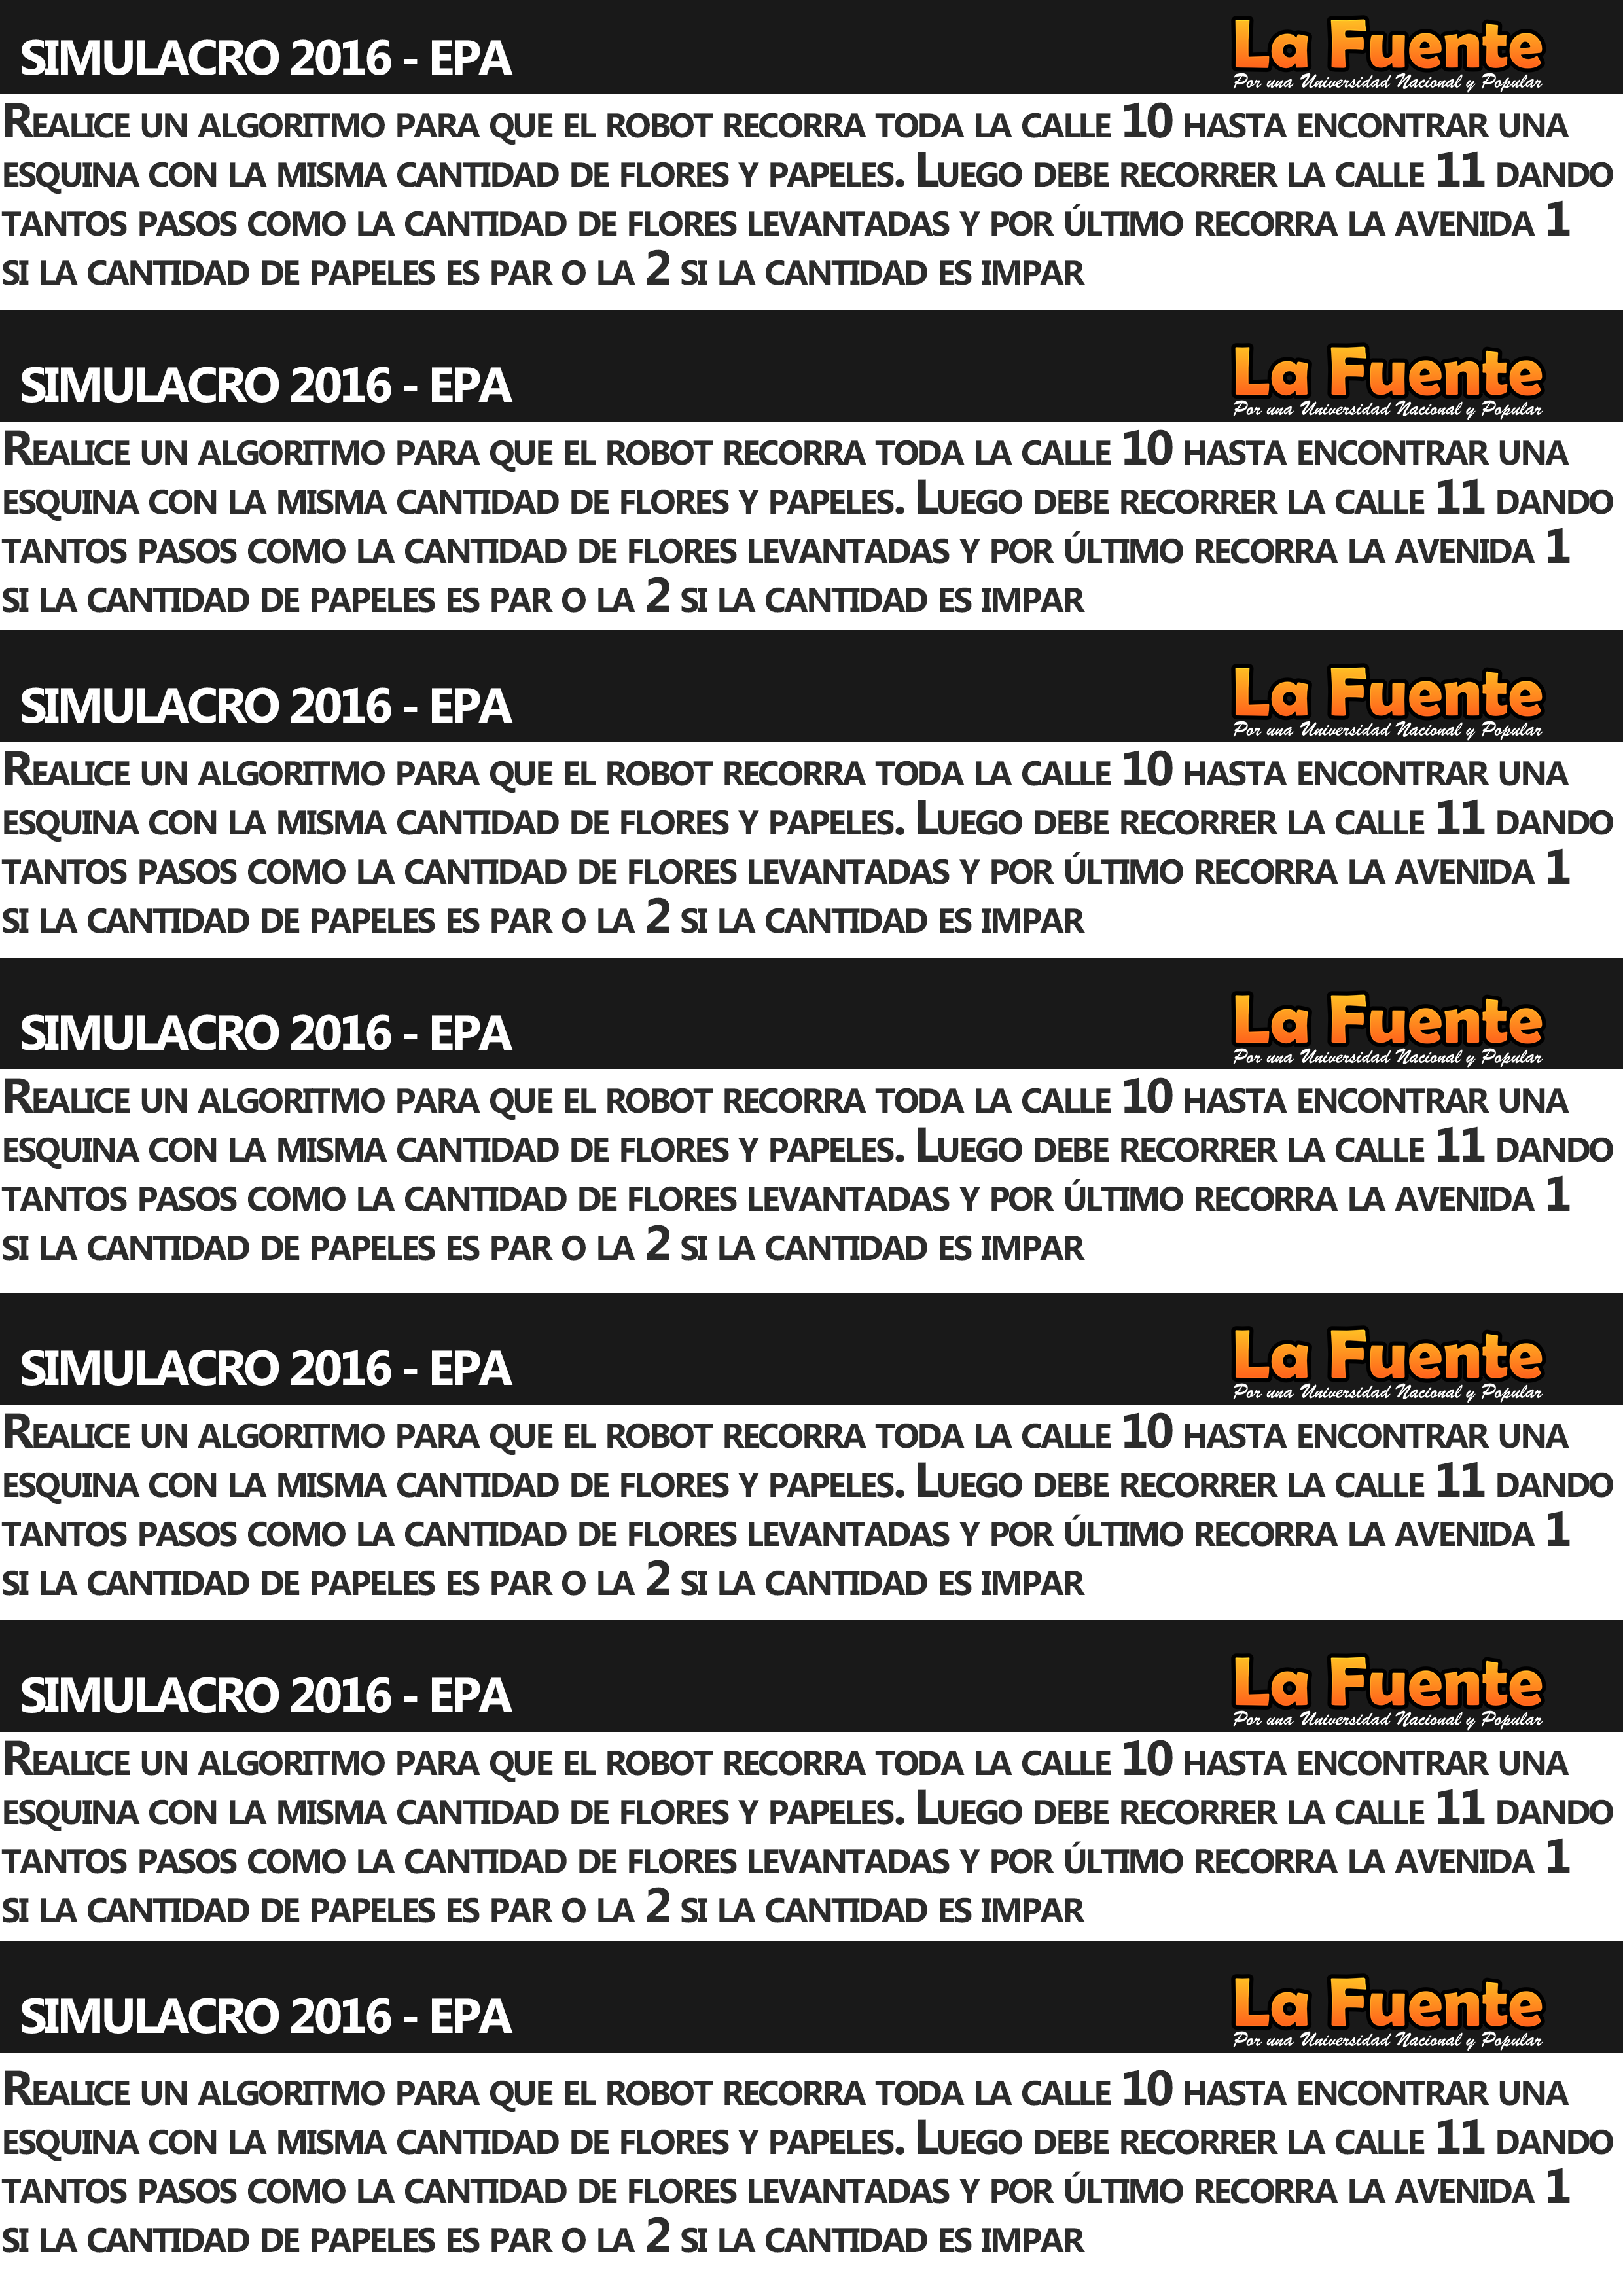 SIMULACRO 2016 - EPA
La Fuente
Por una Universidad Nacional y Popular
REALICE UN ALGORITMO PARA QUE EL ROBOT RECORRA TODA LA CALLE 10 HASTA ENCONTRAR UNA
ESQUINA CON LA MISMA CANTIDAD DE FLORES Y PAPELES. LUEGO DEBE RECORRER LA CALLE 11 DANDO
TANTOS PASOS COMO LA CANTIDAD DE FLORES LEVANTADAS Y POR ÚLTIMO RECORRA LA AVENIDA 1
SI LA CANTIDAD DE PAPELES ES PAR O LA 2 SI LA CANTIDAD ES IMPAR
SIMULACRO 2016 - EPA
La Fuente
Por una Universidad Nacional y Popular
REALICE UN ALGORITMO PARA QUE EL ROBOT RECORRA TODA LA CALLE 10 HASTA ENCONTRAR UNA
ESQUINA CON LA MISMA CANTIDAD DE FLORES Y PAPELES. LUEGO DEBE RECORRER LA CALLE 11 DANDO
TANTOS PASOS COMO LA CANTIDAD DE FLORES LEVANTADAS Y POR ÚLTIMO RECORRA LA AVENIDA 1
SI LA CANTIDAD DE PAPELES ES PAR O LA 2 SI LA CANTIDAD ES IMPAR
SIMULACRO 2016 - EPA
La Fuente
Por una Universidad Nacional y Popular
REALICE UN ALGORITMO PARA QUE EL ROBOT RECORRA TODA LA CALLE 10 HASTA ENCONTRAR UNA
ESQUINA CON LA MISMA CANTIDAD DE FLORES Y PAPELES. LUEGO DEBE RECORRER LA CALLE 11 DANDO
TANTOS PASOS COMO LA CANTIDAD DE FLORES LEVANTADAS Y POR ÚLTIMO RECORRA LA AVENIDA 1
SI LA CANTIDAD DE PAPELES ES PAR O LA 2 SI LA CANTIDAD ES IMPAR
SIMULACRO 2016 - EPA
La Fuente
Por una Universidad Nacional y Popular
REALICE UN ALGORITMO PARA QUE EL ROBOT RECORRA TODA LA CALLE 10 HASTA ENCONTRAR UNA
ESQUINA CON LA MISMA CANTIDAD DE FLORES Y PAPELES. LUEGO DEBE RECORRER LA CALLE 11 DANDO
TANTOS PASOS COMO LA CANTIDAD DE FLORES LEVANTADAS Y POR ÚLTIMO RECORRA LA AVENIDA 1
SI LA CANTIDAD DE PAPELES ES PAR O LA 2 SI LA CANTIDAD ES IMPAR
SIMULACRO 2016 - EPA
La Fuente
Por una Universidad Nacional y Popular
REALICE UN ALGORITMO PARA QUE EL ROBOT RECORRA TODA LA CALLE 10 HASTA ENCONTRAR UNA
ESQUINA CON LA MISMA CANTIDAD DE FLORES Y PAPELES. LUEGO DEBE RECORRER LA CALLE 11 DANDO
TANTOS PASOS COMO LA CANTIDAD DE FLORES LEVANTADAS Y POR ÚLTIMO RECORRA LA AVENIDA 1
SI LA CANTIDAD DE PAPELES ES PAR O LA 2 SI LA CANTIDAD ES IMPAR
SIMULACRO 2016 - EPA
La Fuente
Por una Universidad Nacional y Popular
REALICE UN ALGORITMO PARA QUE EL ROBOT RECORRA TODA LA CALLE 10 HASTA ENCONTRAR UNA
ESQUINA CON LA MISMA CANTIDAD DE FLORES Y PAPELES. LUEGO DEBE RECORRER LA CALLE 11 DANDO
TANTOS PASOS COMO LA CANTIDAD DE FLORES LEVANTADAS Y POR ÚLTIMO RECORRA LA AVENIDA 1
SI LA CANTIDAD DE PAPELES ES PAR O LA 2 SI LA CANTIDAD ES IMPAR
SIMULACRO 2016 - EPA
La Fuente
Por una Universidad Nacional y Popular
REALICE UN ALGORITMO PARA QUE EL ROBOT RECORRA TODA LA CALLE 10 HASTA ENCONTRAR UNA
ESQUINA CON LA MISMA CANTIDAD DE FLORES Y PAPELES. LUEGO DEBE RECORRER LA CALLE 11 DANDO
TANTOS PASOS COMO LA CANTIDAD DE FLORES LEVANTADAS Y POR ÚLTIMO RECORRA LA AVENIDA 1
SI LA CANTIDAD DE PAPELES ES PAR O LA 2 SI LA CANTIDAD ES IMPAR